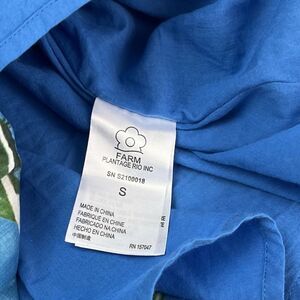 FARM
PLANTAGE RIO INC
SN S2100018
S
MADE IN CHINA
FABRIQUÉ EN CHINE
FABRICADO NA CHINA
HECHO EN CHINA
中国制造
RN 157047